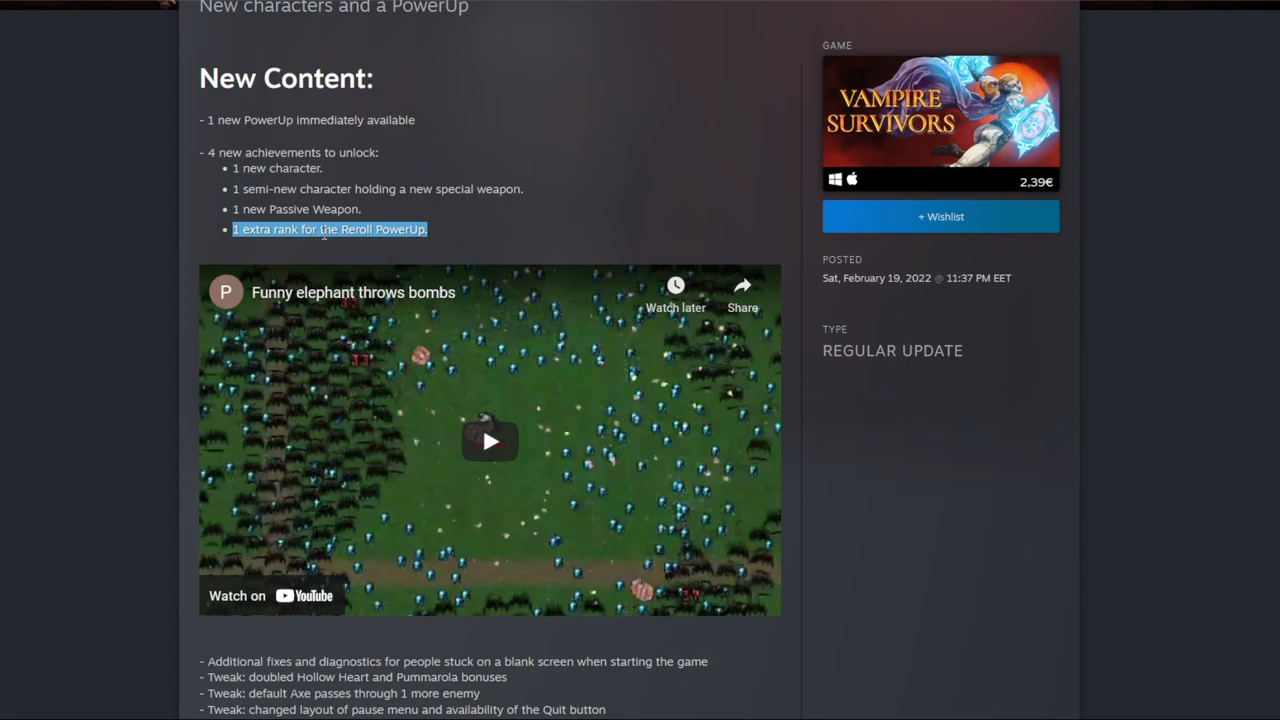 New characters and a PowerUp
New Content:
- 1 new PowerUp immediately available
- 4 new achievements to unlock:
• 1 new character.
• 1 semi-new character holding a new special weapon.
• 1 new Passive Weapon.
• 1 extra rank for the Reroll PowerUp.
P
Funny elephant throws bombs
Watch later
Share
33
Watch on YouTube
- Additional fixes and diagnostics for people stuck on a blank screen when starting the game
- Tweak: doubled Hollow Heart and Pummarola bonuses
- Tweak: default Axe passes through 1 more enemy
- Tweak: changed layout of pause menu and availability of the Quit button
GAME
VAMPIRE
SURVIVORS
2,39€
+ Wishlist
POSTED
Sat, February 19, 2022 @ 11:37 PM EET
TYPE
REGULAR UPDATE